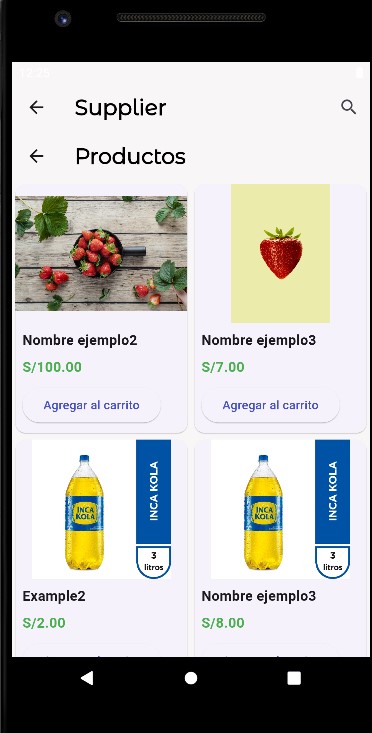 12:25
Supplier
Productos
Nombre ejemplo2
Nombre ejemplo3
S/100.00
S/7.00
Agregar al carrito
Agregar al carrito
INCA
KOLA
INCA KOLA
3
litros
INCA
KOLA
INCA KOLA
3
litros
Example2
Nombre ejemplo3
S/2.00
S/8.00